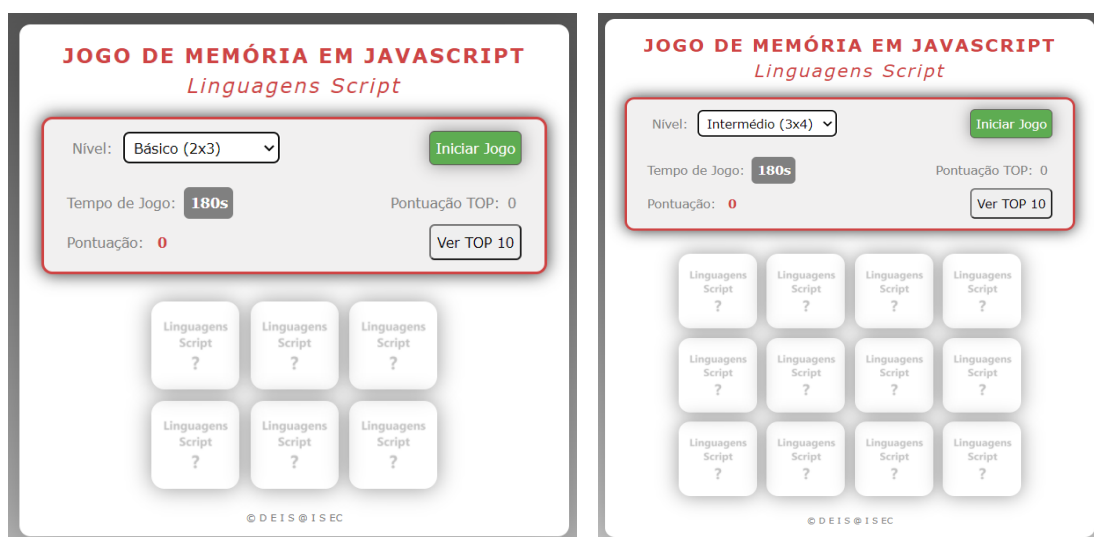 JOGO DE MEMÓRIA EM JAVASCRIPT
Linguagens Script
Nível: Básico (2x3) Iniciar Jogo
Tempo de Jogo: 180s Pontuação TOP: 0
Pontuação: 0 Ver TOP 10
Linguagens Linguagens Linguagens
Script Script Script
? ? ?
Linguagens Linguagens Linguagens
Script Script Script
? ? ?
© D E I S @ I S EC
JOGO DE MEMÓRIA EM JAVASCRIPT
Linguagens Script
Nível: Intermédio (3x4) Iniciar Jogo
Tempo de Jogo: 180s Pontuação TOP: 0
Pontuação: 0 Ver TOP 10
Linguagens Linguagens Linguagens Linguagens
Script Script Script Script
? ? ? ?
Linguagens Linguagens Linguagens Linguagens
Script Script Script Script
? ? ? ?
Linguagens Linguagens Linguagens Linguagens
Script Script Script Script
? ? ? ?
© D E I S @ I S EC